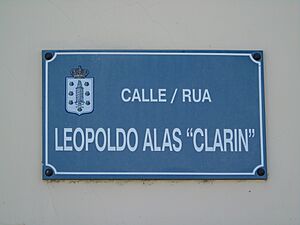 CALLE / RUA
LEOPOLDO ALAS “CLARIN”